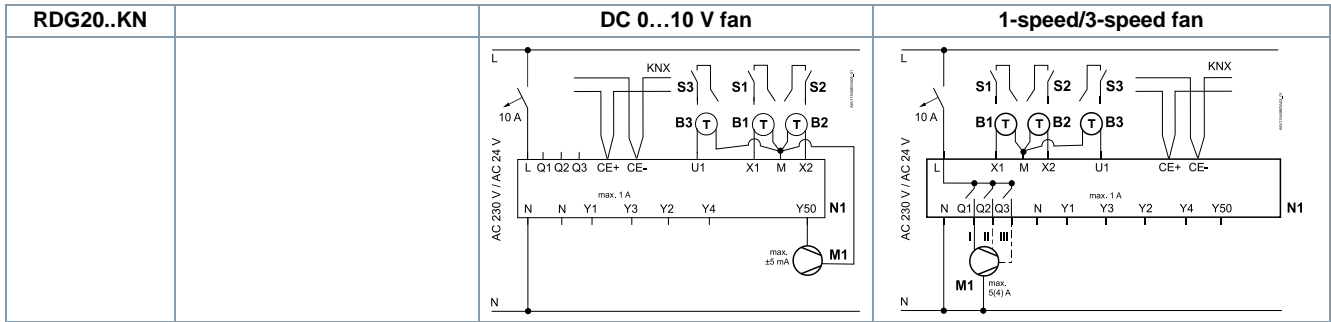 RDG20..KN
DC 0…10 V fan
1-speed/3-speed fan
L
KNX
S3 S1 S2
10 A
B3 T B1 T T B2
AC 230 V / AC 24 V
L Q1 Q2 Q3 CE+ CE- U1 X1 M X2
max. 1 A
N N Y1 Y3 Y2 Y4 Y50 N1
max.
±5 mA
M1
N
L
KNX
S1 S2 S3
10 A
B1 T T B2 T B3
AC 230 V / AC 24 V
L X1 M X2 U1 CE+ CE-
max. 1 A
N Q1 Q2 Q3 N Y1 Y3 Y2 Y4 Y50 N1
I II III
M1
max.
5(4) A
N